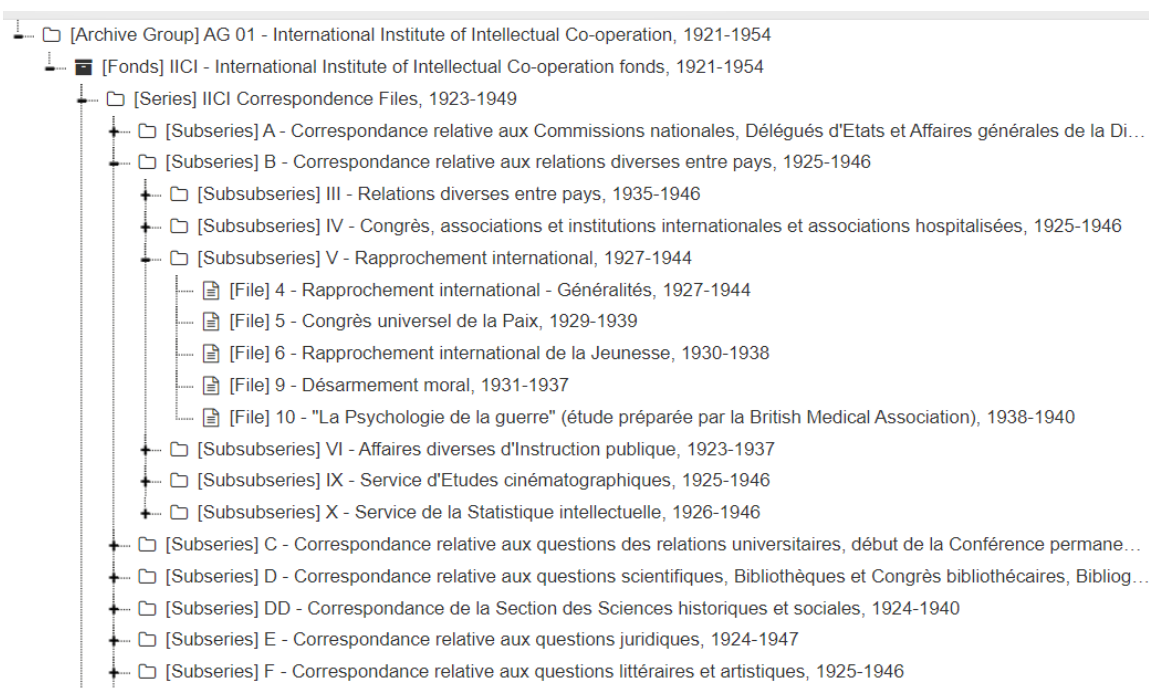 [Archive Group] AG 01 - International Institute of Intellectual Co-operation, 1921-1954
[Fonds] IICI - International Institute of Intellectual Co-operation fonds, 1921-1954
[Series] IICI Correspondence Files, 1923-1949
[Subseries] A - Correspondance relative aux Commissions nationales, Délégués d'Etats et Affaires générales de la Di…
[Subseries] B - Correspondance relative aux relations diverses entre pays, 1925-1946
[Subsubseries] III - Relations diverses entre pays, 1935-1946
[Subsubseries] IV - Congrès, associations et institutions internationales et associations hospitalisées, 1925-1946
[Subsubseries] V - Rapprochement international, 1927-1944
[File] 4 - Rapprochement international - Généralités, 1927-1944
[File] 5 - Congrès universel de la Paix, 1929-1939
[File] 6 - Rapprochement international de la Jeunesse, 1930-1938
[File] 9 - Désarmement moral, 1931-1937
[File] 10 - "La Psychologie de la guerre" (étude préparée par la British Medical Association), 1938-1940
[Subsubseries] VI - Affaires diverses d'Instruction publique, 1923-1937
[Subsubseries] IX - Service d'Etudes cinématographiques, 1925-1946
[Subsubseries] X - Service de la Statistique intellectuelle, 1926-1946
[Subseries] C - Correspondance relative aux questions des relations universitaires, début de la Conférence permane…
[Subseries] D - Correspondance relative aux questions scientifiques, Bibliothèques et Congrès bibliothécaires, Bibliog…
[Subseries] DD - Correspondance de la Section des Sciences historiques et sociales, 1924-1940
[Subseries] E - Correspondance relative aux questions juridiques, 1924-1947
[Subseries] F - Correspondance relative aux questions littéraires et artistiques, 1925-1946